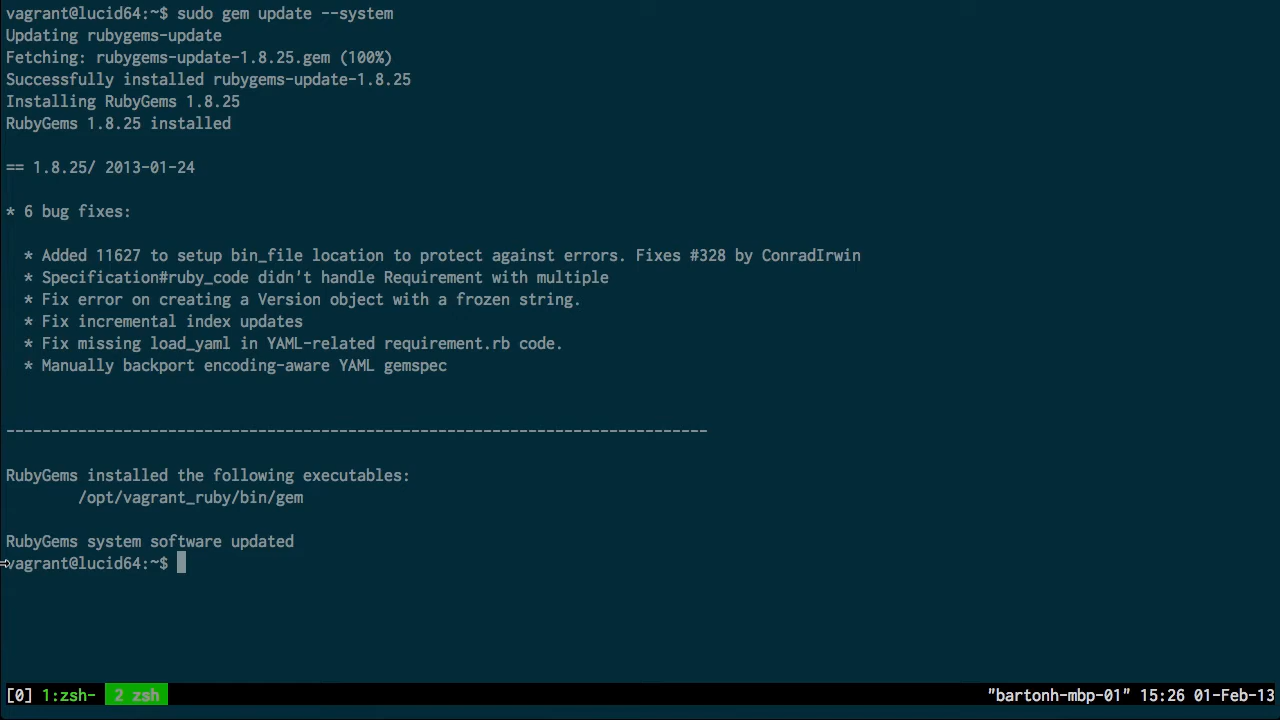 vagrant@lucid64:~$ sudo gem update --system
Updating rubygems-update
Fetching: rubygems-update-1.8.25.gem (100%)
Successfully installed rubygems-update-1.8.25
Installing RubyGems 1.8.25
RubyGems 1.8.25 installed
== 1.8.25/ 2013-01-24
* 6 bug fixes:
* Added 11627 to setup bin_file location to protect against errors. Fixes #328 by ConradIrwin
* Specification#ruby_code didn't handle Requirement with multiple
* Fix error on creating a Version object with a frozen string.
* Fix incremental index updates
* Fix missing load_yaml in YAML-related requirement.rb code.
* Manually backport encoding-aware YAML gemspec
------------------------------------------------------------------------------
RubyGems installed the following executables:
/opt/vagrant_ruby/bin/gem
RubyGems system software updated
vagrant@lucid64:~$
[0] 1:zsh- 2 zsh "bartonh-mbp-01" 15:26 01-Feb-13